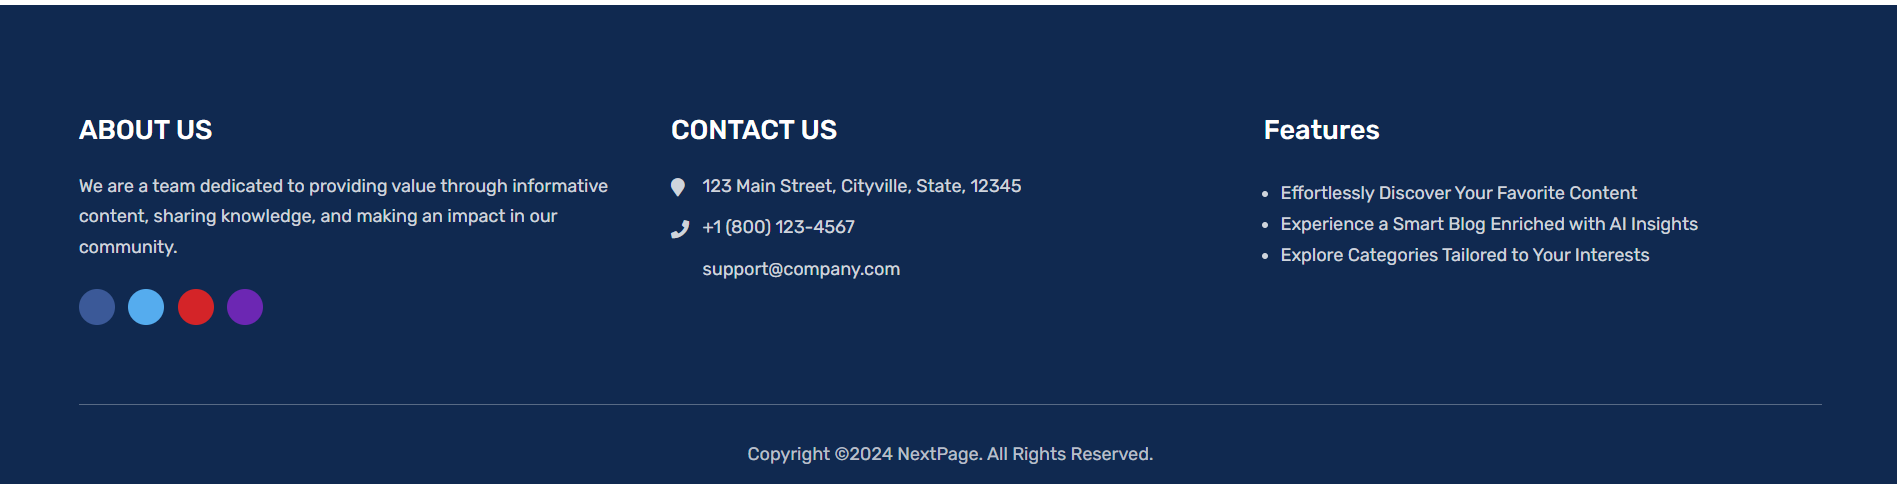 ABOUT US
We are a team dedicated to providing value through informative
content, sharing knowledge, and making an impact in our
community.
CONTACT US
123 Main Street, Cityville, State, 12345
+1 (800) 123-4567
support@company.com
Features
Effortlessly Discover Your Favorite Content
Experience a Smart Blog Enriched with AI Insights
Explore Categories Tailored to Your Interests
Copyright ©2024 NextPage. All Rights Reserved.